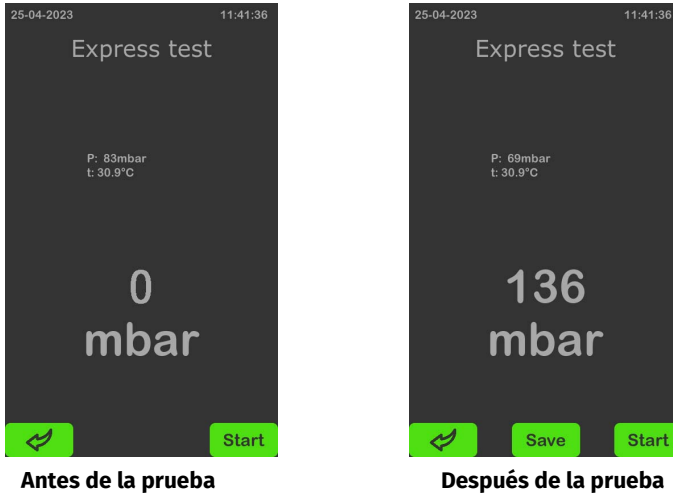 25-04-2023 11:41:36
Express test
P: 83mbar
t: 30.9°C
0
mbar
Start
Antes de la prueba
25-04-2023 11:41:36
Express test
P: 69mbar
t: 30.9°C
136
mbar
Save Start
Después de la prueba